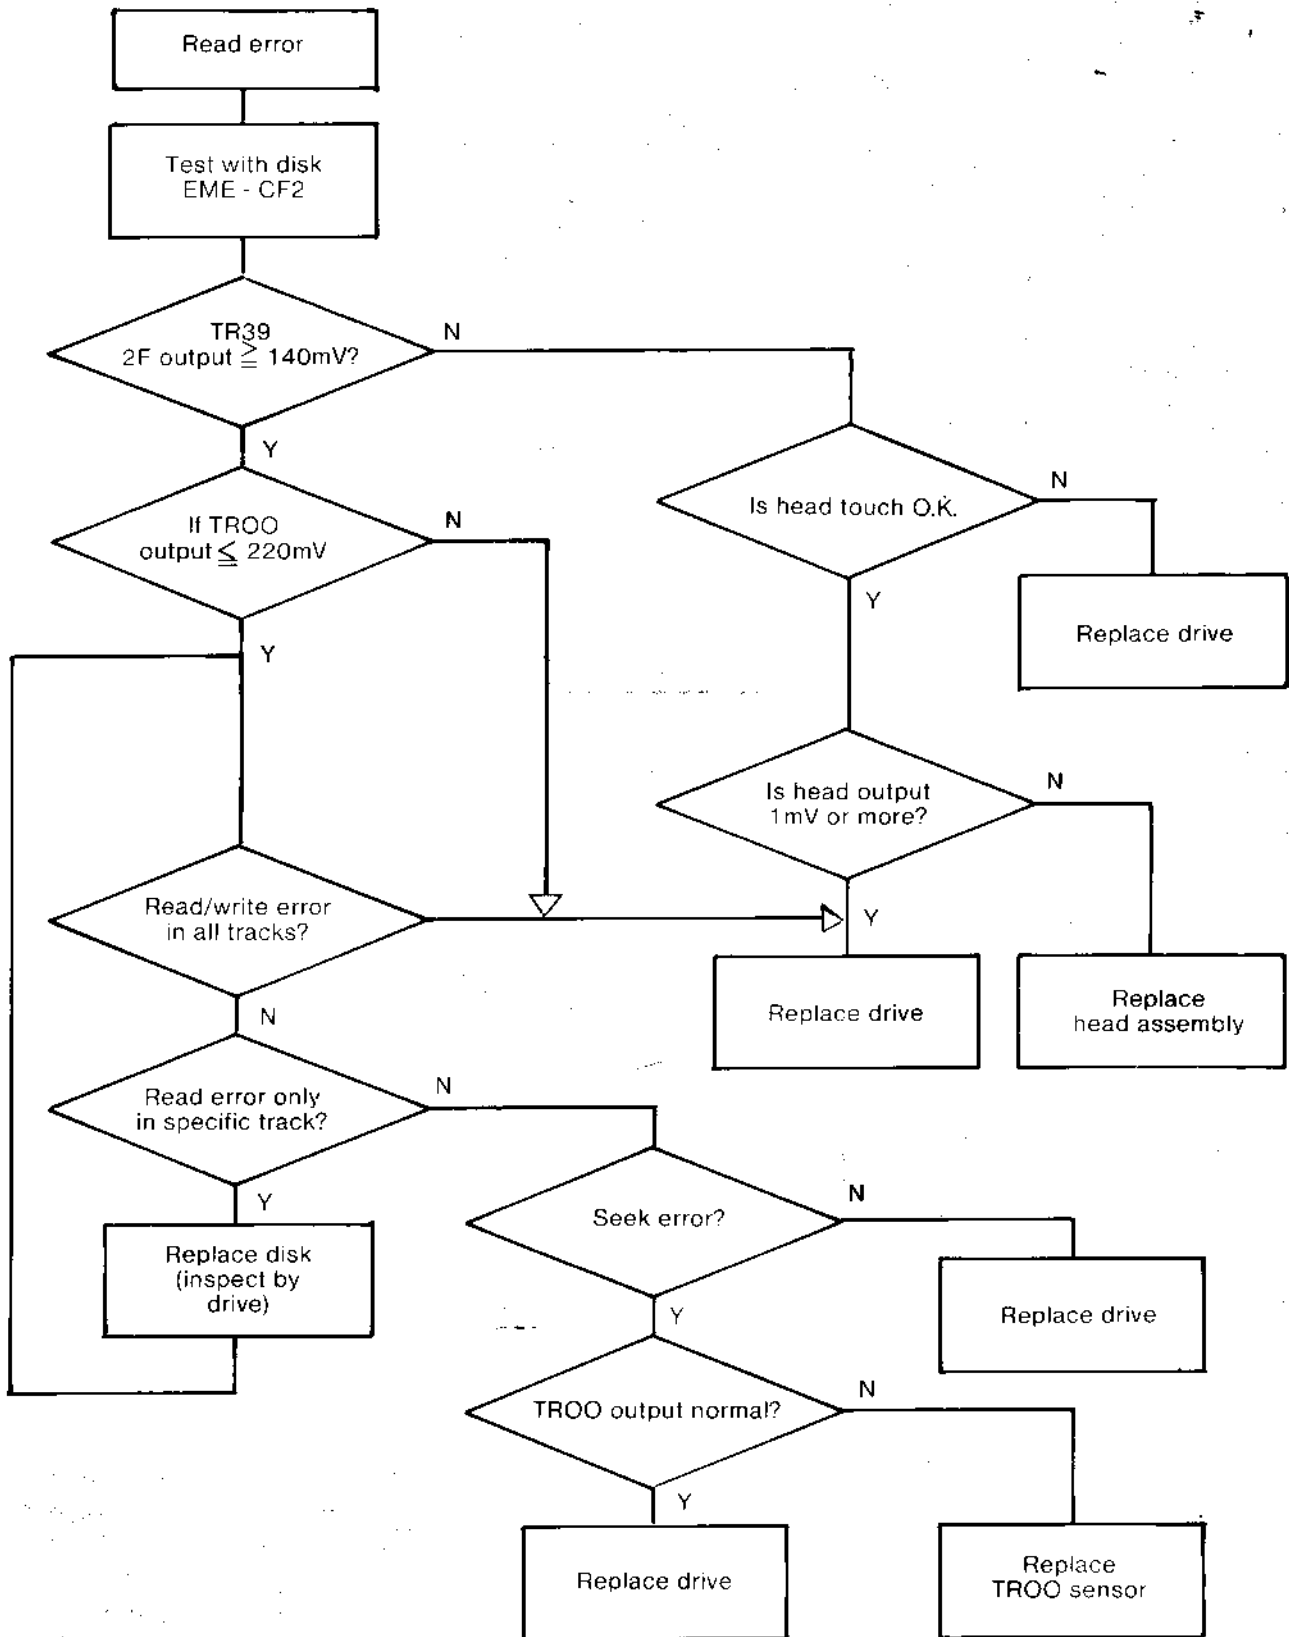 Read error
Test with disk
EME - CF2
TR39
2F output ≧ 140mV?
N
Y
If TROO
output ≦ 220mV
N
Y
Is head touch O.K.
N
Y
Replace drive
Is head output
1mV or more?
N
Y
Read/write error
in all tracks?
N
Replace drive
Replace
head assembly
Read error only
in specific track?
N
Y
Replace disk
(inspect by
drive)
Seek error?
N
Y
Replace drive
TROO output normal?
N
Y
Replace drive
Replace
TROO sensor